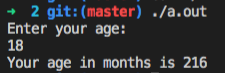 ➜ 2 git:(master) ./a.out
Enter your age:
18
Your age in months is 216